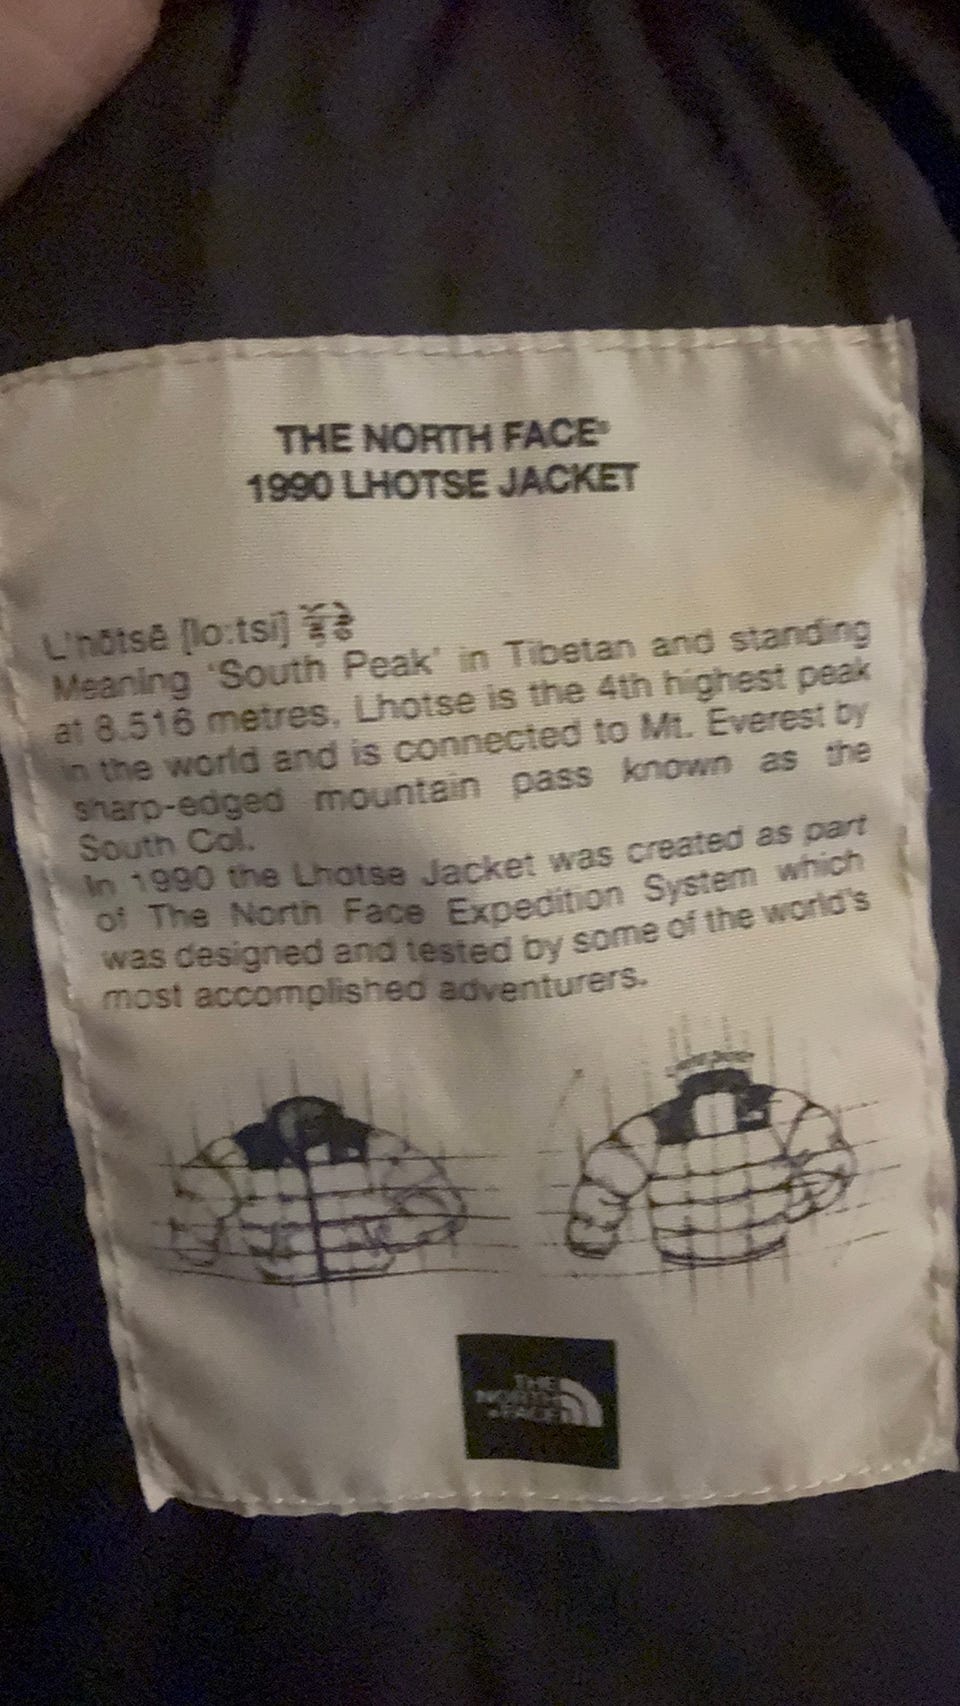 THE NORTH FACE®
1990 LHOTSE JACKET
L'hōtsē [lo:tsi]
Meaning 'South Peak' in Tibetan and standing
at 8.516 metres, Lhotse is the 4th highest peak
in the world and is connected to Mt. Everest by
sharp-edged mountain pass known as the
South Col.
In 1990 the Lhotse Jacket was created as part
of The North Face Expedition System which
was designed and tested by some of the world's
most accomplished adventurers.
THE
NORTH
FACE